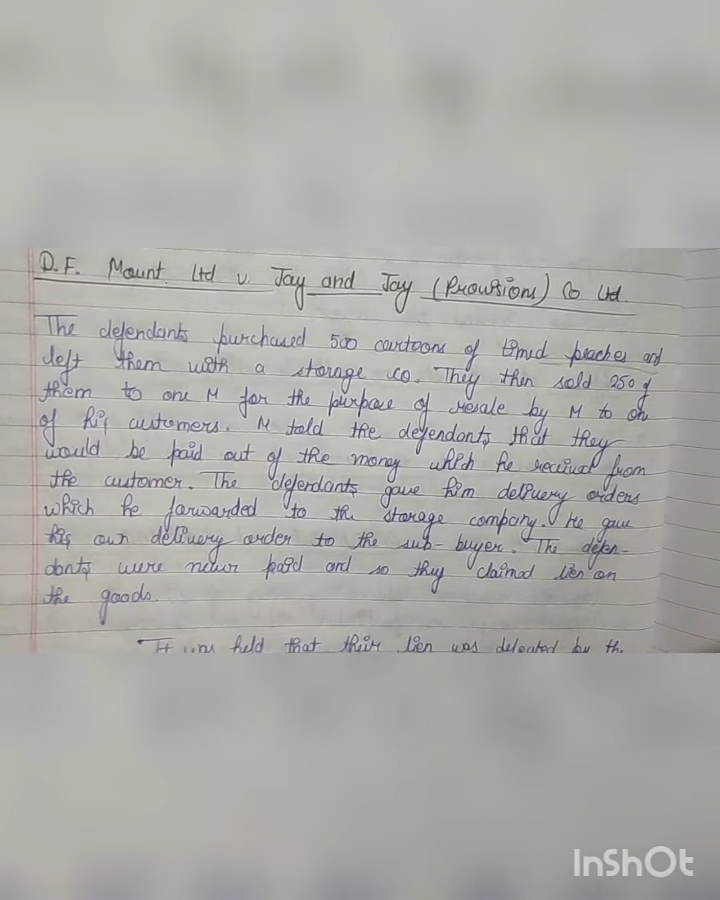 D.F. Mount Ltd v. Jay and Jay (Provisions) Co Ltd.
The defendants purchased 500 cartoons of tinned peaches and
left them with a storage co. They then sold 250 of
them to one M for the purpose of resale by M to one
of his customers. M told the defendants that they
would be paid out of the money which he received from
the customer. The defendants gave him delivery orders
which he forwarded to the storage company. He gave
his own delivery order to the sub-buyer. The defen-
dants were never paid and so they claimed lien on
the goods.
It was held that their lien was defeated by the
InShOt